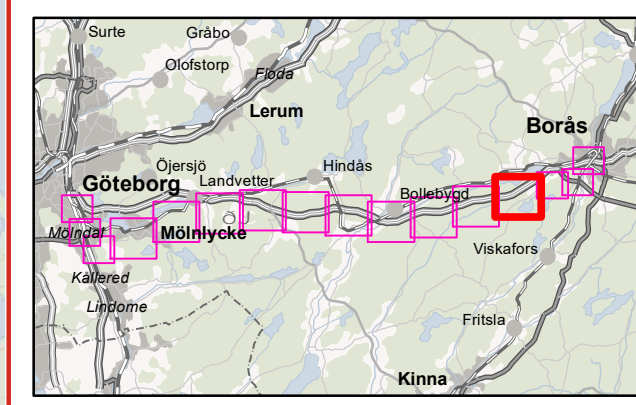 Surte
Gråbo
Olofstorp
Floda
Lerum
Borås
Öjersjö
Hindås
Göteborg
Landvetter
Bollebygd
Mölndal
Mölnlycke
Viskafors
Kållered
Lindome
Fritsla
Kinna